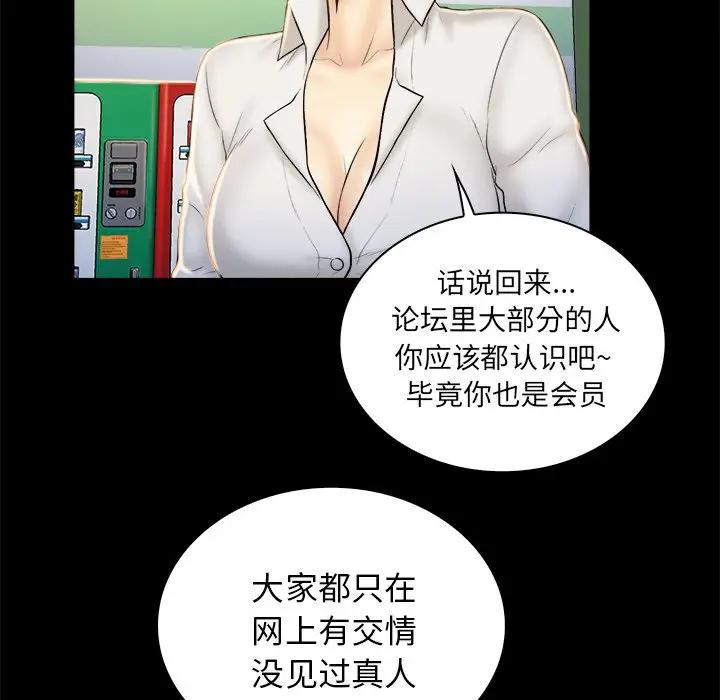 话说回来...
论坛里大部分的人
你应该都认识吧~
毕竟你也是会员
大家都只在
网上有交情
没见过真人